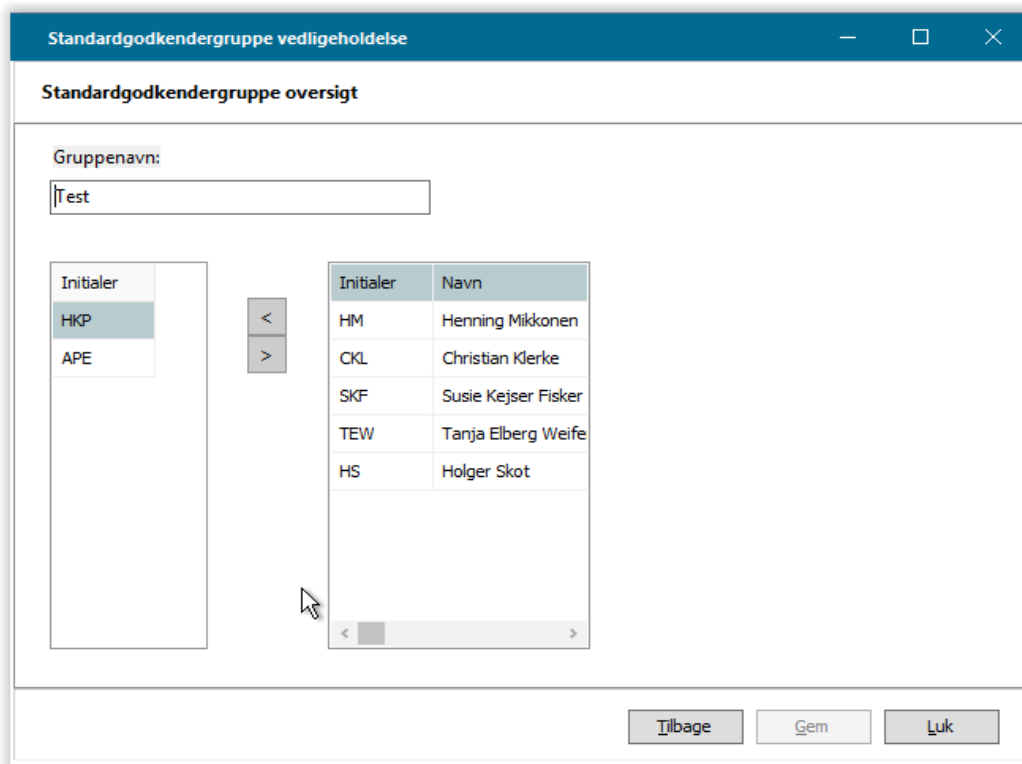 Standardgodkendergruppe vedligeholdelse
Standardgodkendergruppe oversigt
Gruppenavn:
Test
Initialer
HKP
APE
<
>
Initialer Navn
HM Henning Mikkonen
CKL Christian Klerke
SKF Susie Kejser Fisker
TEW Tanja Elberg Weife
HS Holger Skot
Tilbage Gem Luk